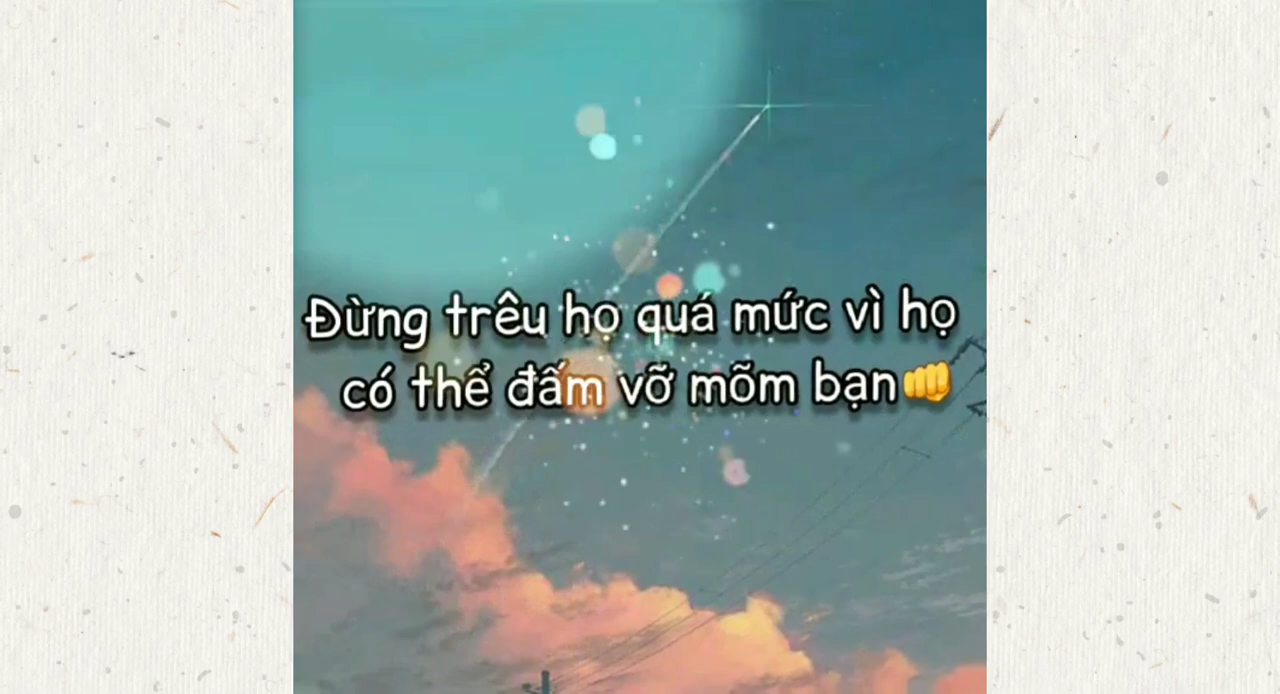 Đừng trêu họ quá mức vì họ
có thể đấm vỡ mõm bạn👊